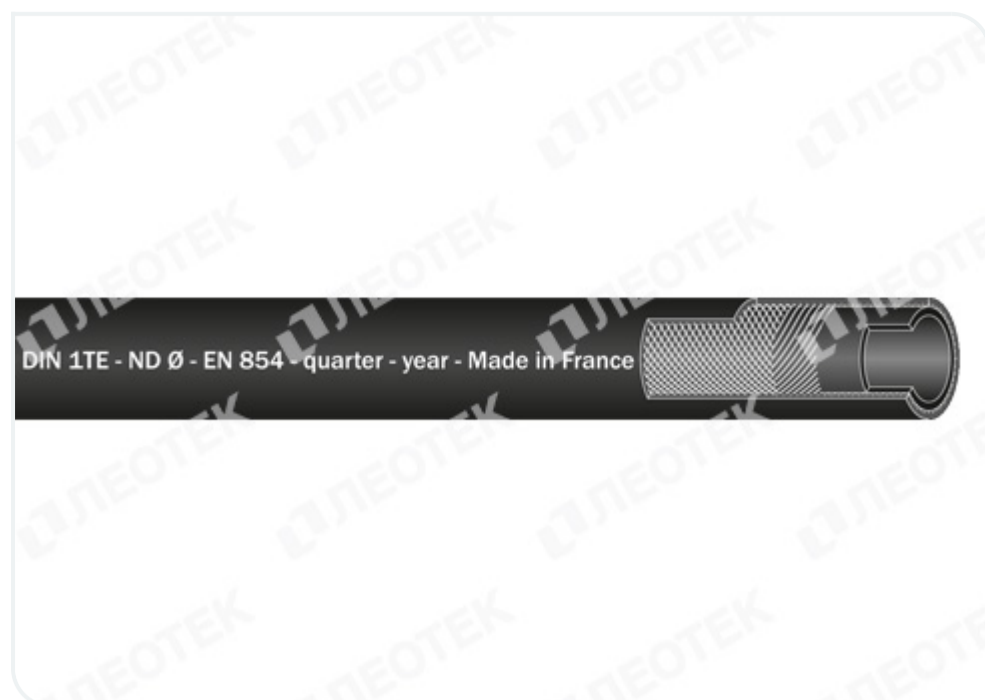 DIN 1TE - ND Ø - EN 854 - quarter - year - Made in France
ЛЕОТЕК